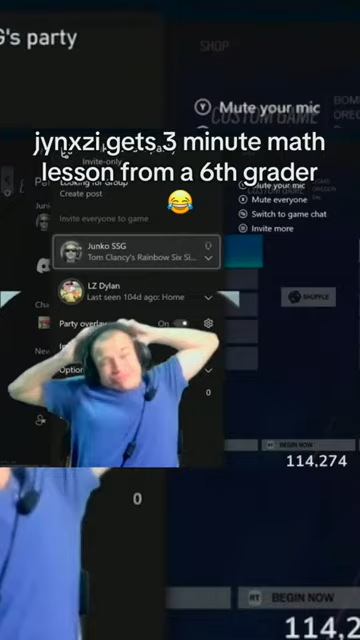 G's party
SHOP
Mute your mic
CUSTOM GAME
jynxzi gets 3 minute math
lesson from a 6th grader
😂
Invite-only
Looking for group
Create post
Mute your mic
Mute everyone
Switch to game chat
Invite more
Invite everyone to game
Junko SSG
Tom Clancy's Rainbow Six Si...
LZ Dylan
Last seen 104d ago: Home
SHUFFLE
Party overlay
On
0
BEGIN NOW
114,274
0
RT
BEGIN NOW
114,2